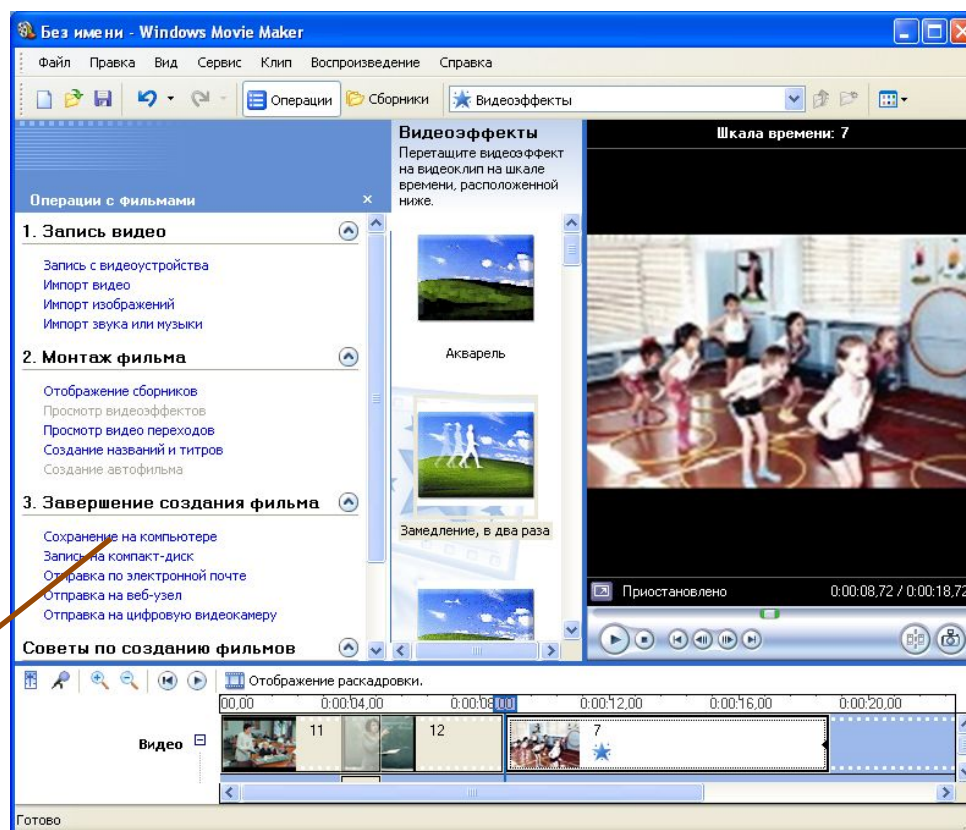 Без имени - Windows Movie Maker
Файл Правка Вид Сервис Клип Воспроизведение Справка
Операции Сборники Видеоэффекты
Операции с фильмами
1. Запись видео
Запись с видеоустройства
Импорт видео
Импорт изображений
Импорт звука или музыки
2. Монтаж фильма
Отображение сборников
Просмотр видеоэффектов
Просмотр видео переходов
Создание названий и титров
Создание автофильма
3. Завершение создания фильма
Сохранение на компьютере
Запись на компакт-диск
Отправка по электронной почте
Отправка на веб-узел
Отправка на цифровую видеокамеру
Советы по созданию фильмов
Видеоэффекты
Перетащите видеоэффект
на видеоклип на шкале
времени, расположенной
ниже.
Акварель
Замедление, в два раза
Шкала времени: 7
Приостановлено 0:00:08,72 / 0:00:18,72
Отображение раскадровки.
00,00 0:00:04,00 0:00:08,00 0:00:12,00 0:00:16,00 0:00:20,00
Видео 11 12 7
Готово